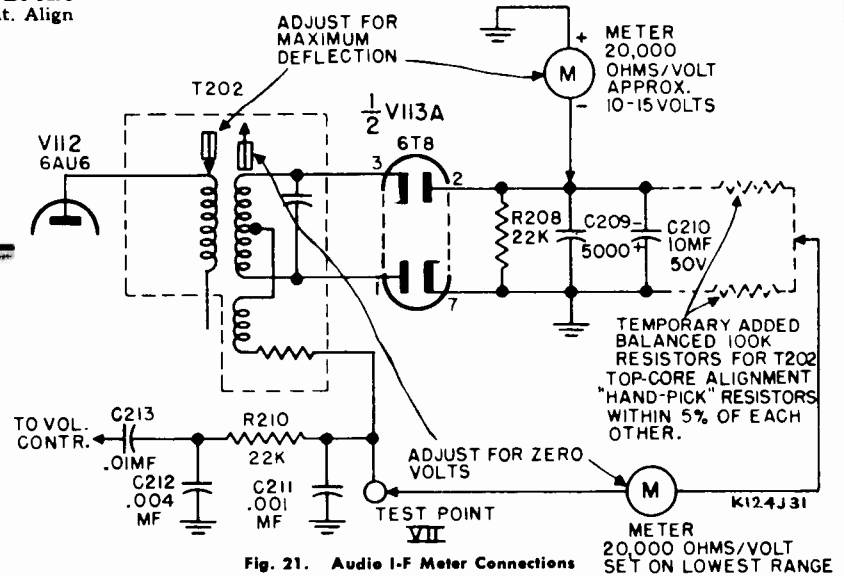 t. Align
ADJUST FOR
MAXIMUM
DEFLECTION
T202
V112
6AU6
1/2 V113A
6T8
3
2
1
7
+
M
−
METER
20,000
OHMS/VOLT
APPROX.
10-15 VOLTS
R208
22K
C209
5000
−
+
C210
10MF
50V
TEMPORARY ADDED
BALANCED 100K
RESISTORS FOR T202
TOP-CORE ALIGNMENT
"HAND-PICK" RESISTORS
WITHIN 5% OF EACH
OTHER.
TO VOL.
CONTR.
C213
.01MF
R210
22K
C212
.004
MF
C211
.001
MF
ADJUST FOR ZERO
VOLTS
TEST POINT
VII
M
K124J31
METER
20,000 OHMS/VOLT
SET ON LOWEST RANGE
Fig. 21. Audio I-F Meter Connections